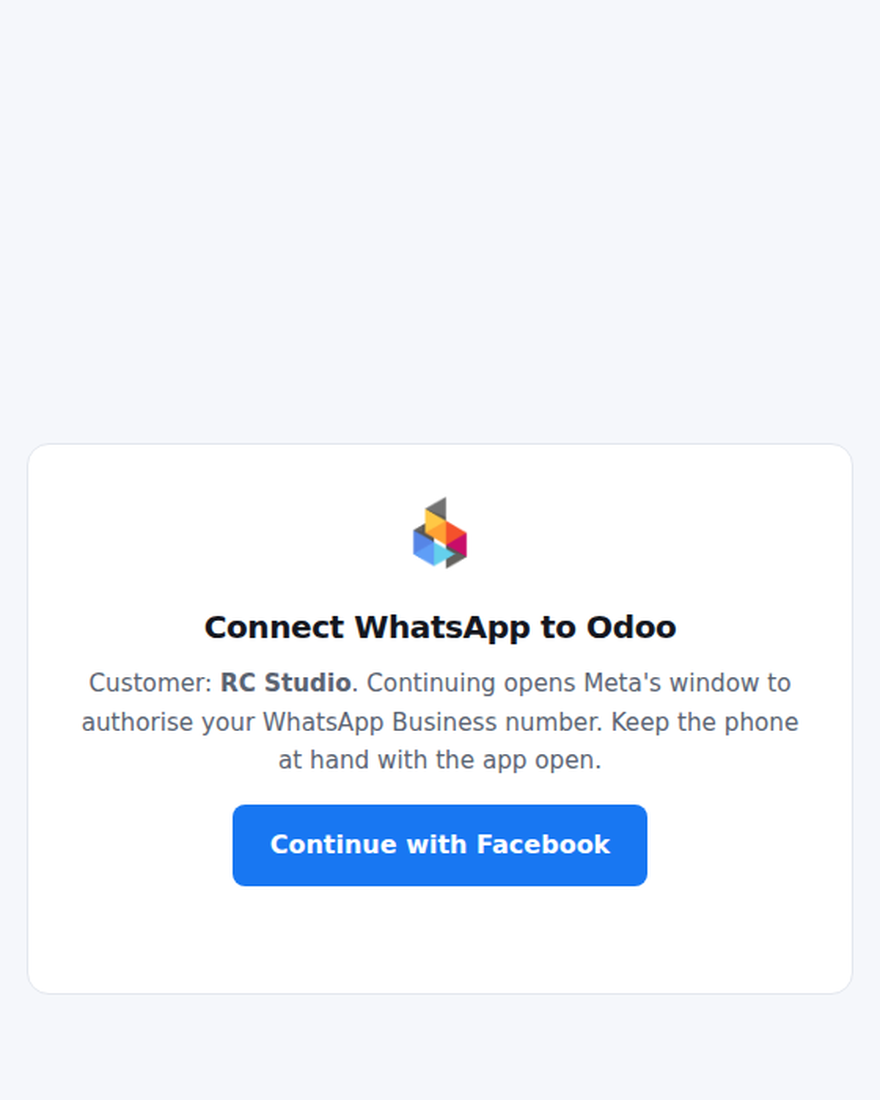 Connect WhatsApp to Odoo
Customer: RC Studio. Continuing opens Meta's window to
authorise your WhatsApp Business number. Keep the phone
at hand with the app open.
Continue with Facebook